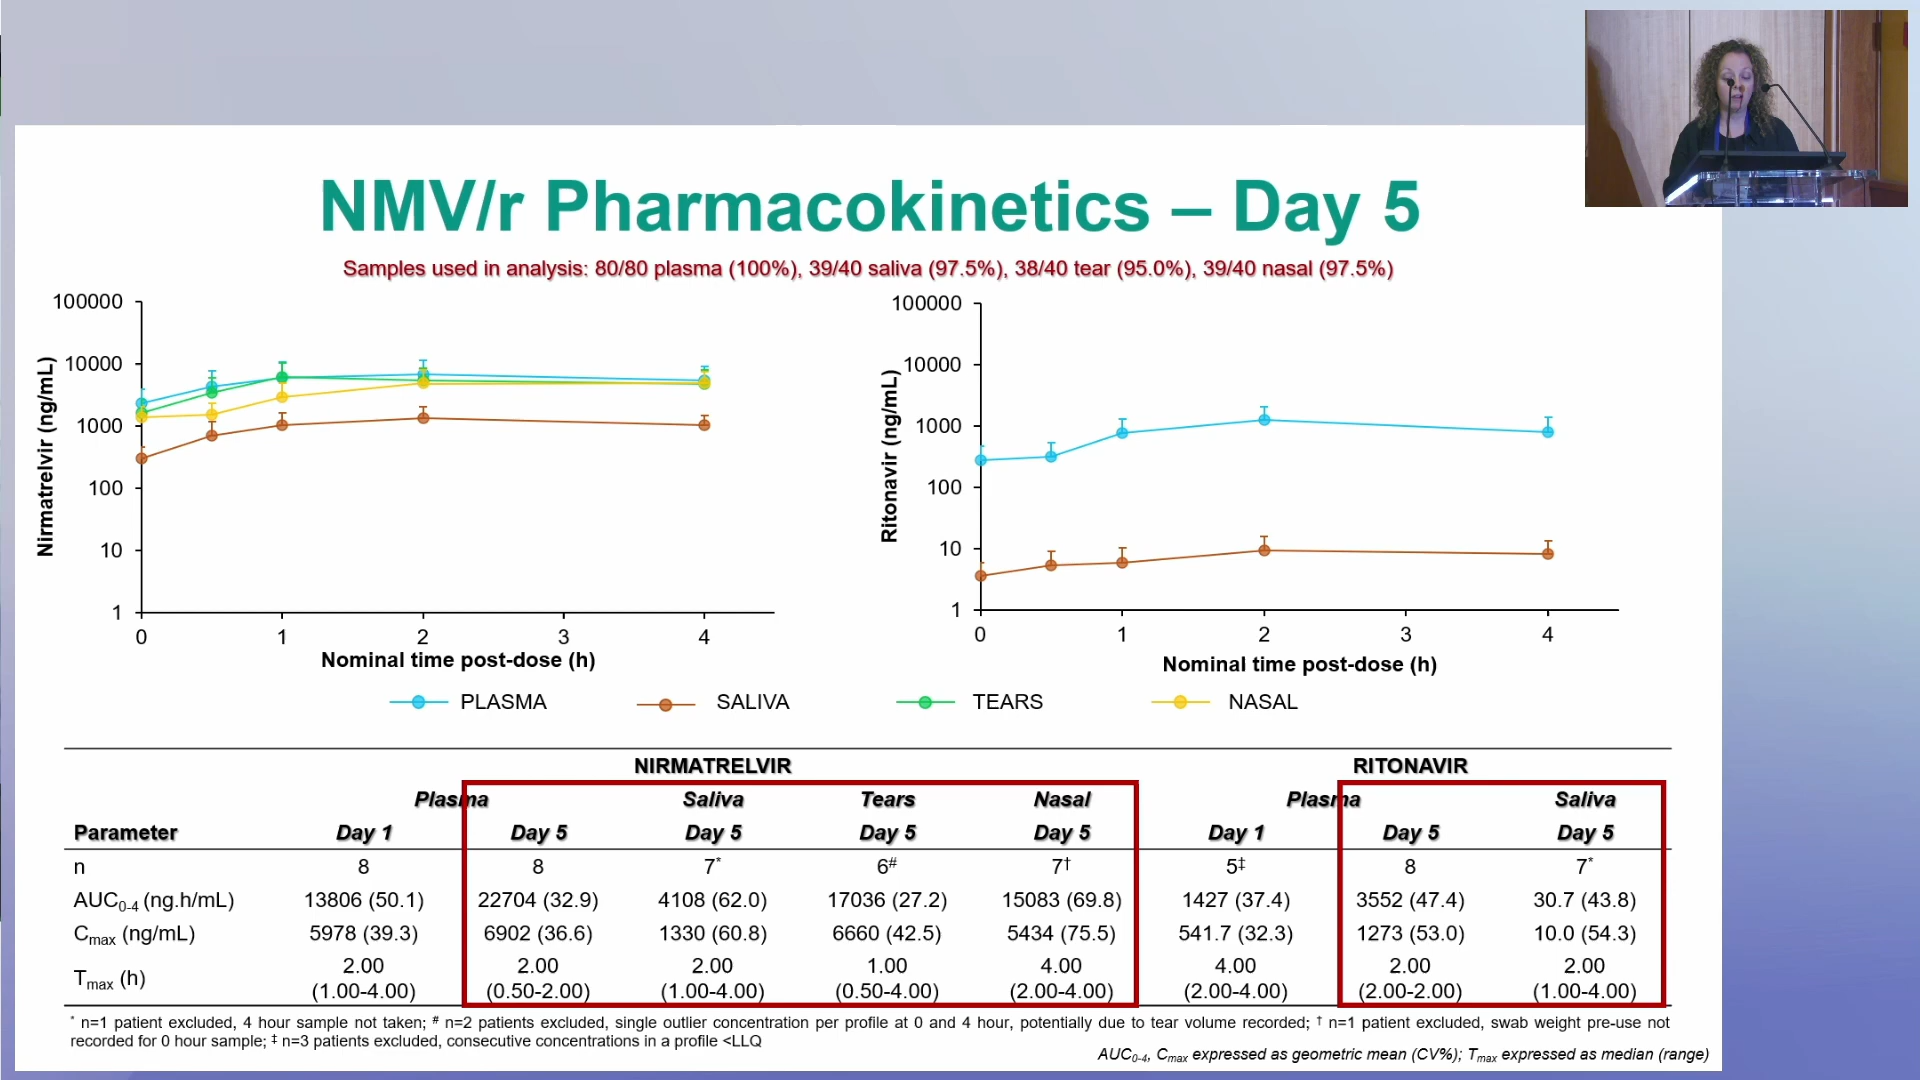 NMV/r Pharmacokinetics – Day 5
Samples used in analysis: 80/80 plasma (100%), 39/40 saliva (97.5%), 38/40 tear (95.0%), 39/40 nasal (97.5%)
Nirmatrelvir (ng/mL)
100000
10000
1000
100
10
1
0 1 2 3 4
Nominal time post-dose (h)
Ritonavir (ng/mL)
100000
10000
1000
100
10
1
0 1 2 3 4
Nominal time post-dose (h)
PLASMA SALIVA TEARS NASAL
NIRMATRELVIR RITONAVIR
Plasma Saliva Tears Nasal Plasma Saliva
Parameter Day 1 Day 5 Day 5 Day 5 Day 5 Day 1 Day 5 Day 5
n 8 8 7* 6# 7† 5‡ 8 7*
AUC0-4 (ng.h/mL) 13806 (50.1) 22704 (32.9) 4108 (62.0) 17036 (27.2) 15083 (69.8) 1427 (37.4) 3552 (47.4) 30.7 (43.8)
Cmax (ng/mL) 5978 (39.3) 6902 (36.6) 1330 (60.8) 6660 (42.5) 5434 (75.5) 541.7 (32.3) 1273 (53.0) 10.0 (54.3)
Tmax (h) 2.00 2.00 2.00 1.00 4.00 4.00 2.00 2.00
(1.00-4.00) (0.50-2.00) (1.00-4.00) (0.50-4.00) (2.00-4.00) (2.00-4.00) (2.00-2.00) (1.00-4.00)
* n=1 patient excluded, 4 hour sample not taken; # n=2 patients excluded, single outlier concentration per profile at 0 and 4 hour, potentially due to tear volume recorded; † n=1 patient excluded, swab weight pre-use not
recorded for 0 hour sample; ‡ n=3 patients excluded, consecutive concentrations in a profile <LLQ
AUC0-4, Cmax expressed as geometric mean (CV%); Tmax expressed as median (range)